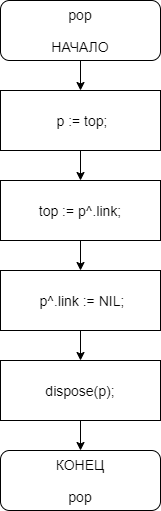 pop
НАЧАЛО
p := top;
top := p^.link;
p^.link := NIL;
dispose(p);
КОНЕЦ
pop